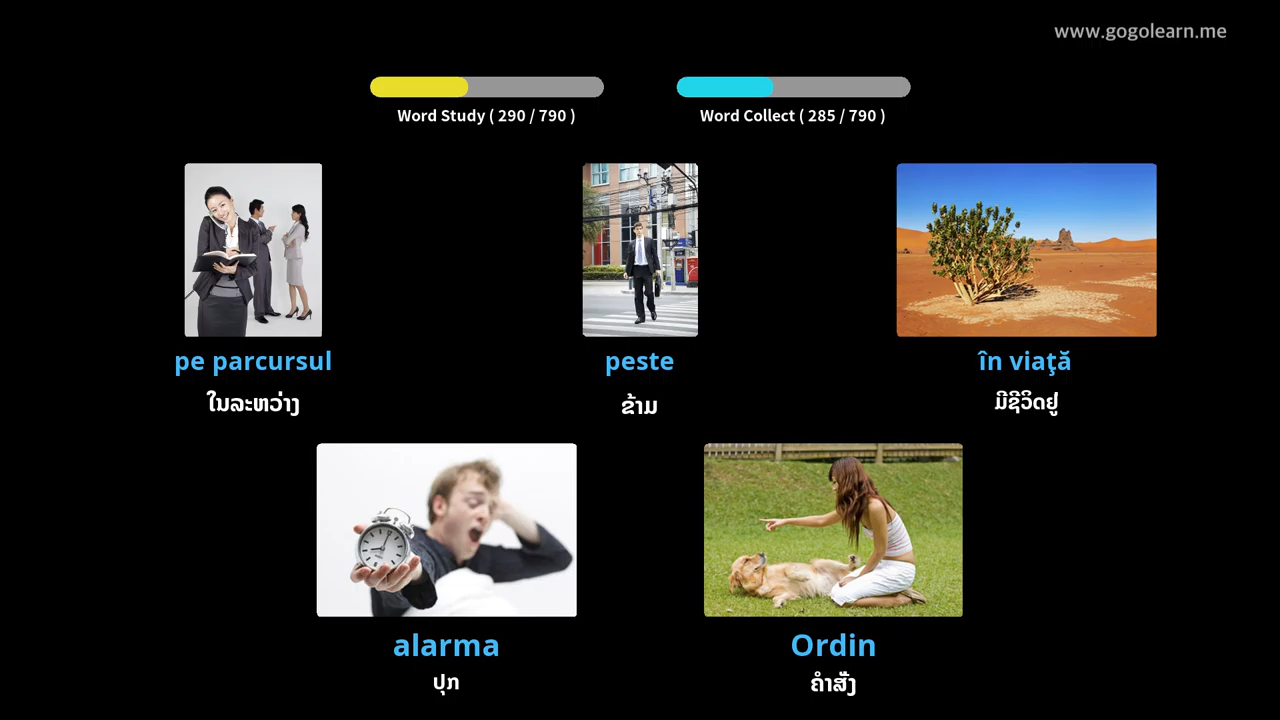 www.gogolearn.me
Word Study ( 290 / 790 )
Word Collect ( 285 / 790 )
pe parcursul
ໃນລະຫວ່າງ
peste
ຂ້າມ
în viaţă
ມີຊີວິດຢູ່
alarma
ປຸກ
Ordin
ຄໍາສັ່ງ